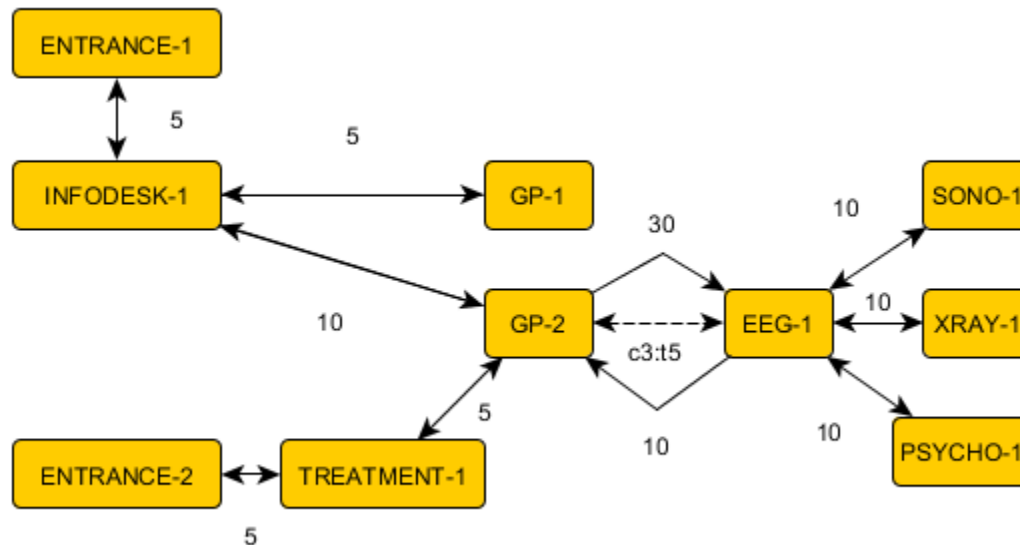 ENTRANCE-1
5
5
INFODESK-1
GP-1
SONO-1
10
30
10
GP-2
EEG-1
10
XRAY-1
c3:t5
5
10
10
PSYCHO-1
ENTRANCE-2
TREATMENT-1
5